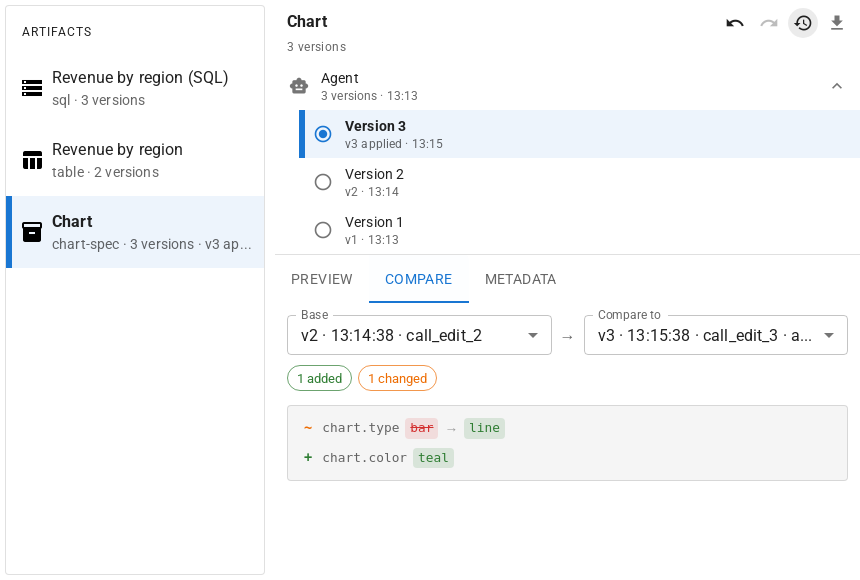 ARTIFACTS
Revenue by region (SQL)
sql · 3 versions
Revenue by region
table · 2 versions
Chart
chart-spec · 3 versions · v3 ap...
Chart
3 versions
Agent
3 versions · 13:13
Version 3
v3 applied · 13:15
Version 2
v2 · 13:14
Version 1
v1 · 13:13
PREVIEW COMPARE METADATA
Base
v2 · 13:14:38 · call_edit_2
→
Compare to
v3 · 13:15:38 · call_edit_3 · a...
1 added 1 changed
~ chart.type bar → line
+ chart.color teal